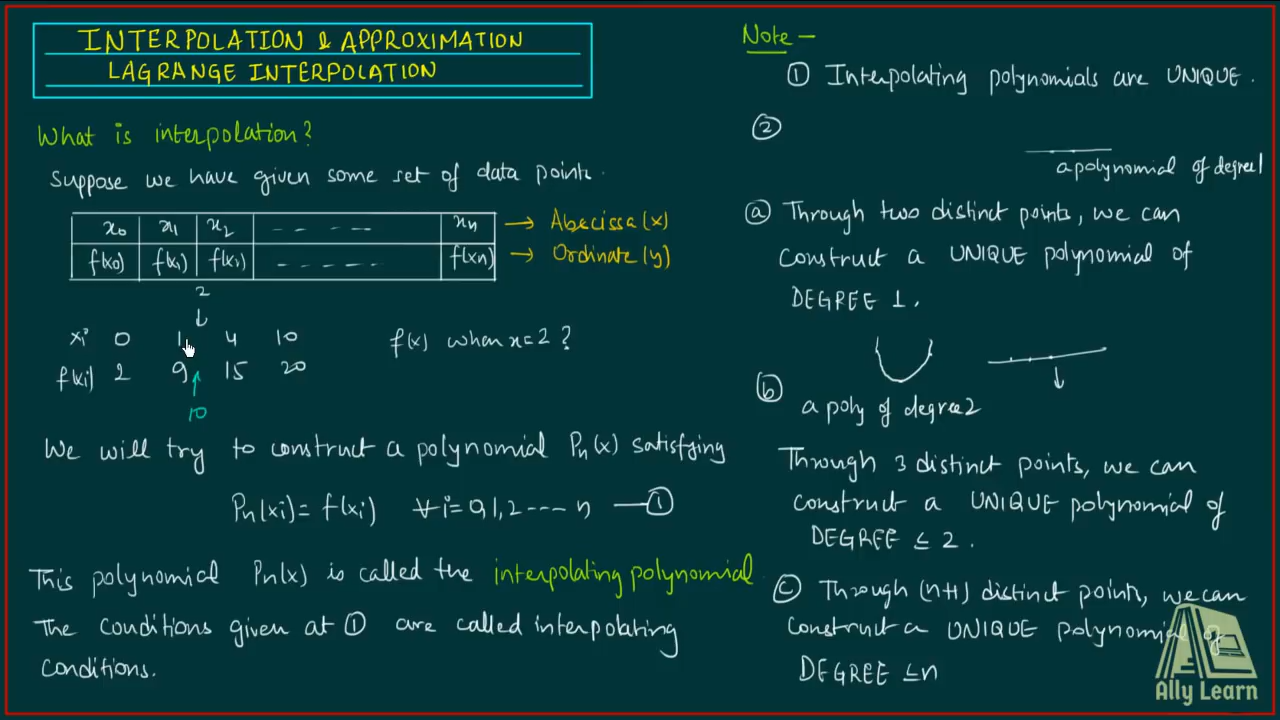 INTERPOLATION & APPROXIMATION
LAGRANGE INTERPOLATION
What is interpolation?
Suppose we have given some set of data points.
x0 x1 x2 ------ xn → Abscissa (x)
f(x0) f(x1) f(x1) ------ f(xn) → Ordinate (y)
2
↓
xi 0 1 4 10 f(x) when x=2?
f(xi) 2 9 15 20
↑
10
We will try to construct a polynomial Pn(x) satisfying
Pn(xi) = f(xi) ∀ i=0,1,2---- n —①
This polynomial Pn(x) is called the interpolating polynomial.
The conditions given at ① are called interpolating
conditions.
Note –
① Interpolating polynomials are UNIQUE.
②
a polynomial of degree 1
ⓐ Through two distinct points, we can
construct a UNIQUE polynomial of
DEGREE 1.
ⓑ
a poly of degree 2
Through 3 distinct points, we can
construct a UNIQUE polynomial of
DEGREE ≤ 2.
ⓒ Through (n+1) distinct points, we can
construct a UNIQUE polynomial of
DEGREE ≤n
Ally Learn